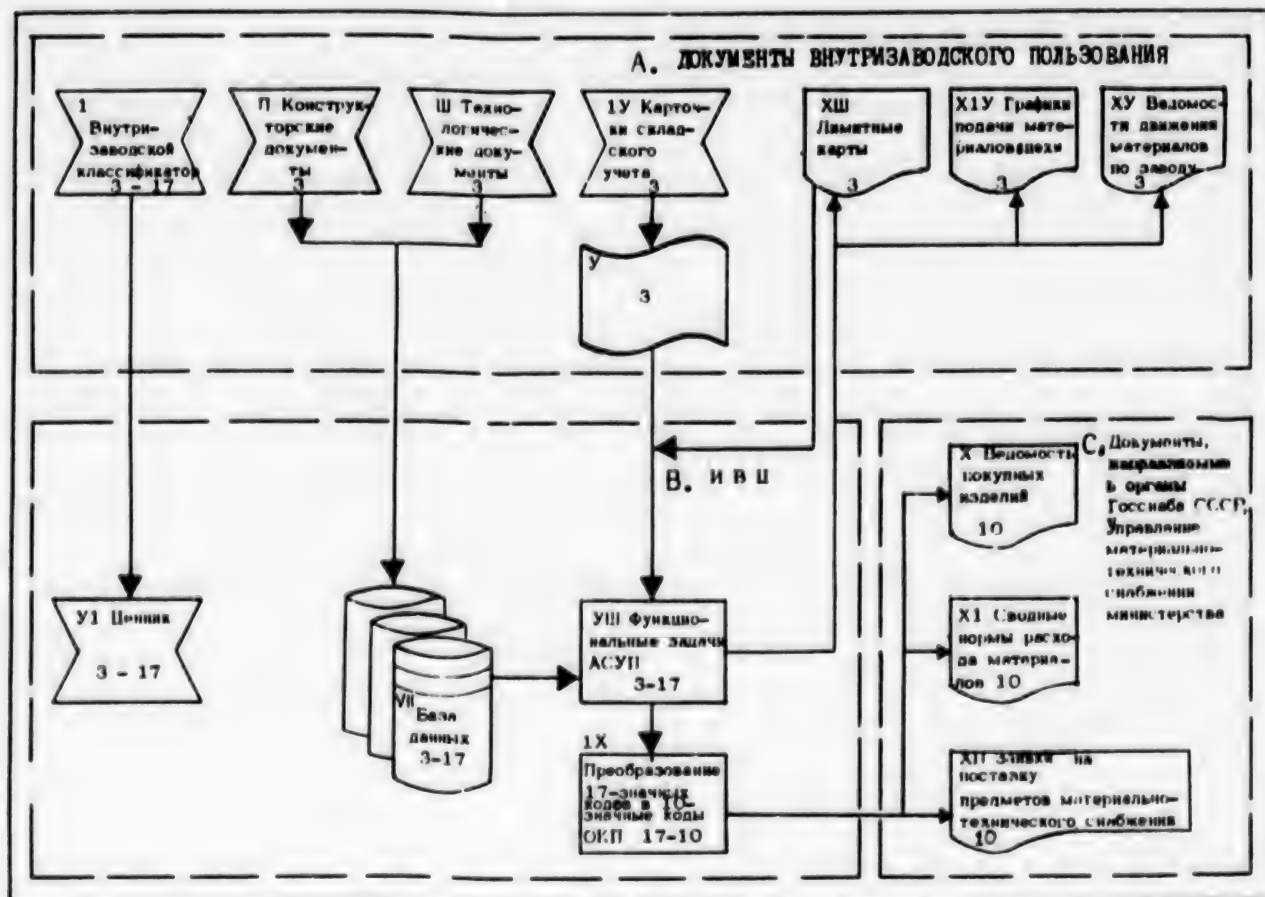 А. ДОКУМЕНТЫ ВНУТРИЗАВОДСКОГО ПОЛЬЗОВАНИЯ
1
Внутри-
заводской
классификатор
3 - 17
П Конструк-
торские
докумен-
ты
3
Ш Техно-
логичес-
кие доку-
менты
3
1У Карточ-
ки склад-
ского
учета
3
ХШ
Лимитные
карты
3
Х1У Графики
подачи мате-
риаловцехи
3
ХУ Ведомос-
ти движения
материалов
по заводу
3
У
3
В. И В Ц
У1 Ценник
3 - 17
VII
База
данных
3-17
УШ Функцио-
нальные задачи
АСУП
3-17
1Х
Преобразование
17-значных
кодов в 10-
значные коды
ОКП 17-10
Х Ведомость
покупных
изделий
10
Х1 Сводные
нормы расхо-
да материа-
лов 10
ХП Заявки на
поставку
предметов материально-
технического снабжения
10
С. Документы,
направляемые
в органы
Госснаба СССР,
Управление
материально-
технического
снабжения
министерства